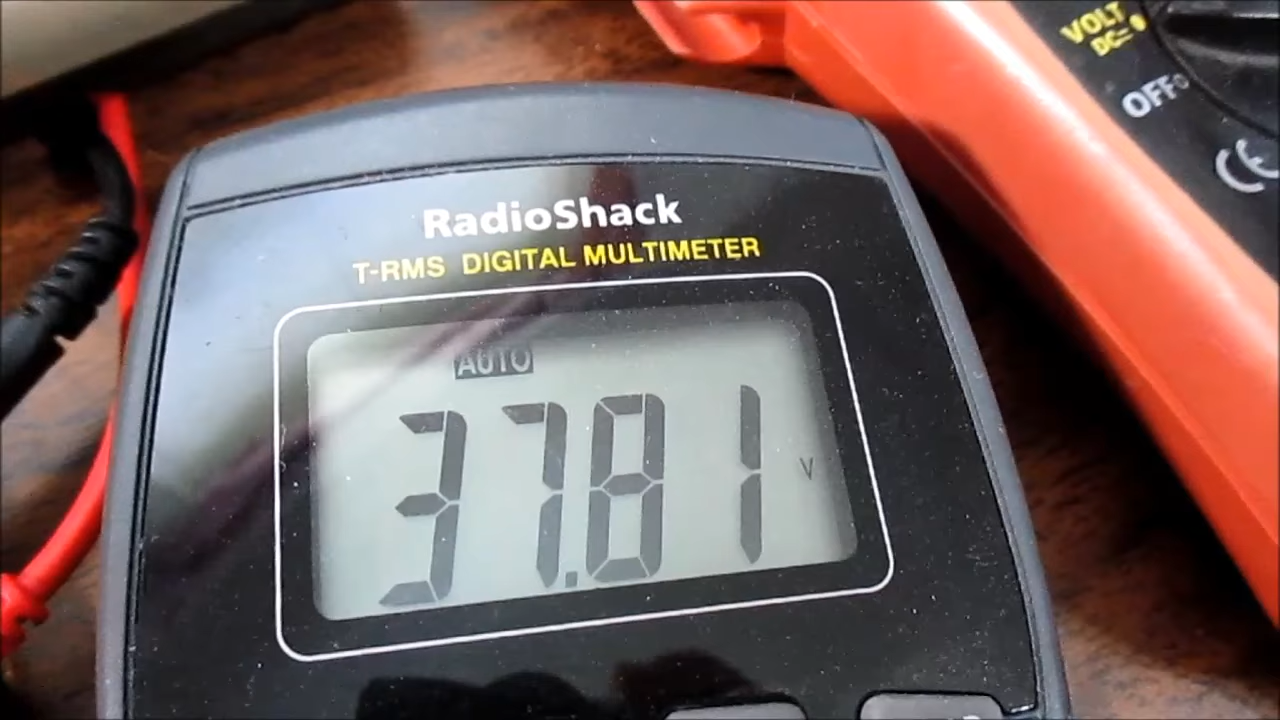 RadioShack
T-RMS DIGITAL MULTIMETER
AUTO
37.81 V
VOLT
DC
OFF
CE